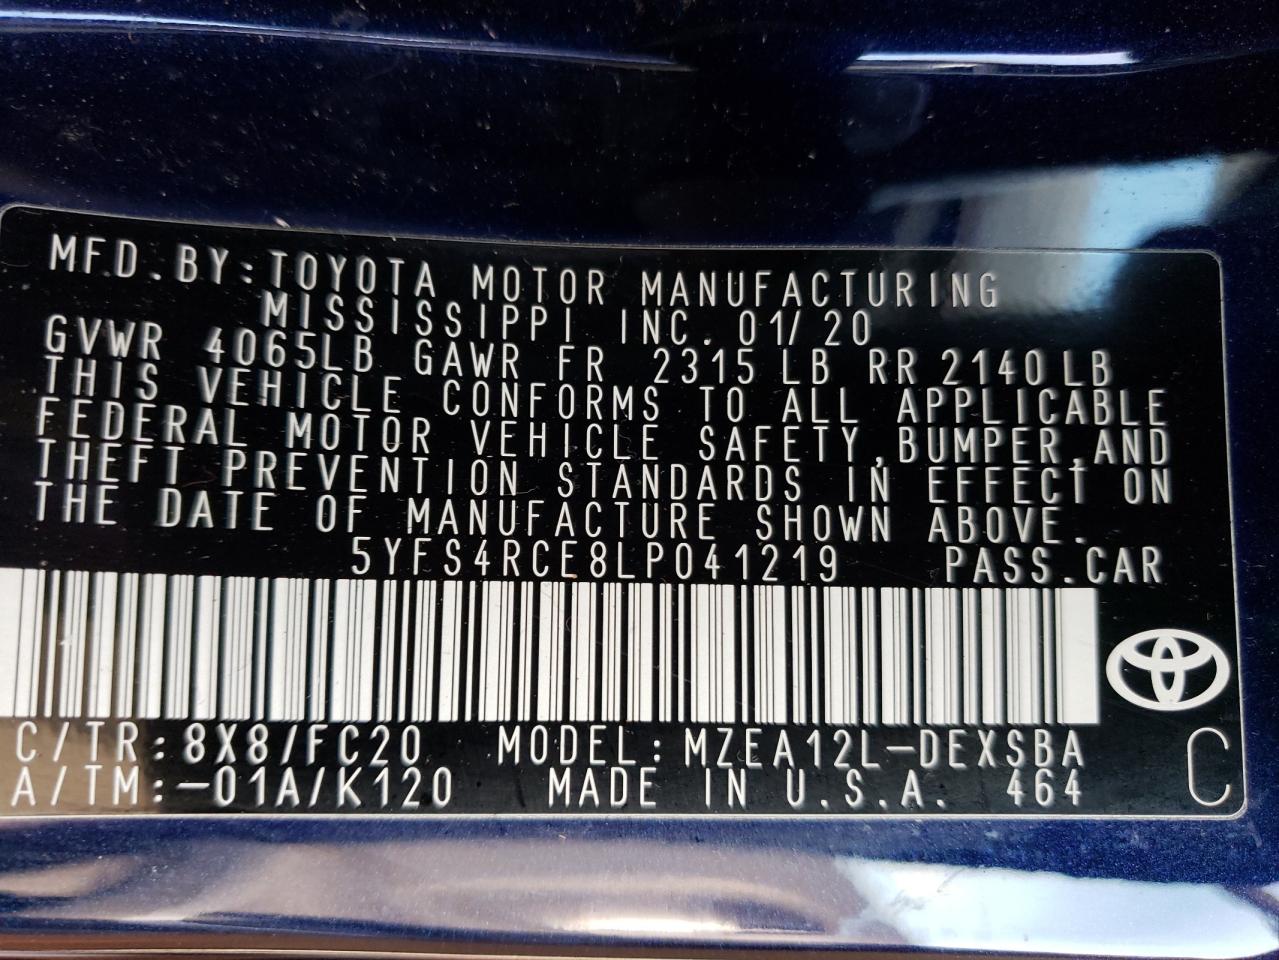 MFD.BY:TOYOTA MOTOR MANUFACTURING
MISSISSIPPI INC. 01/20
GVWR 4065LB GAWR FR 2315 LB RR 2140 LB
THIS VEHICLE CONFORMS TO ALL APPLICABLE
FEDERAL MOTOR VEHICLE SAFETY,BUMPER,AND
THEFT PREVENTION STANDARDS IN EFFECT ON
THE DATE OF MANUFACTURE SHOWN ABOVE.
5YFS4RCE8LP041219 PASS.CAR
C/TR:8X8/FC20 MODEL:MZEA12L-DEXSBA
A/TM:-01A/K120 MADE IN U.S.A. 464
C